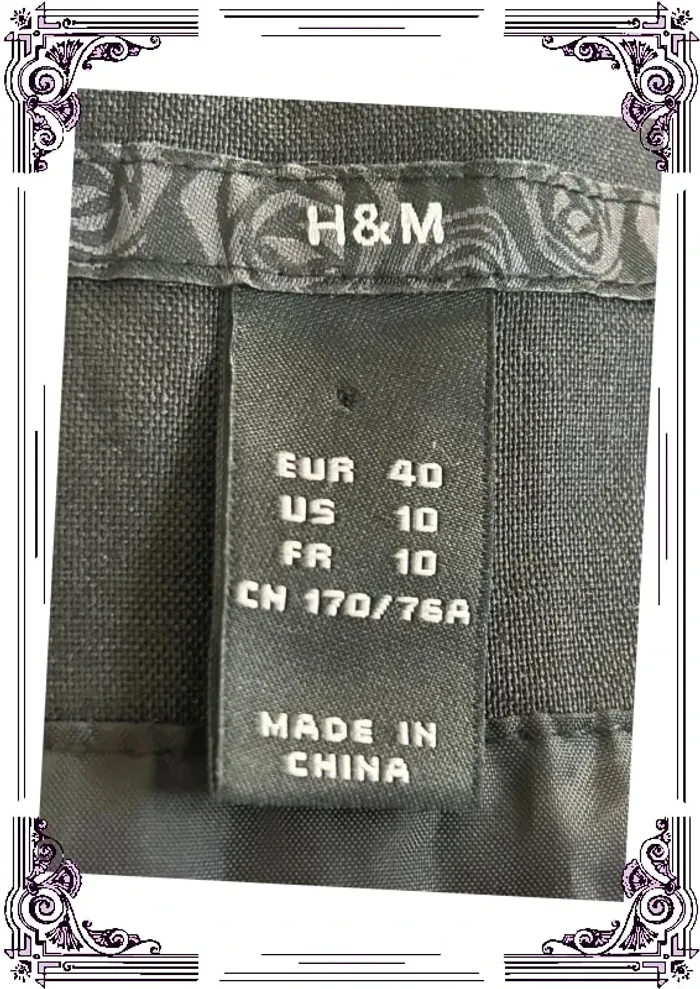 H&M
EUR 40
US 10
FR 10
CN 170/76A
MADE IN
CHINA